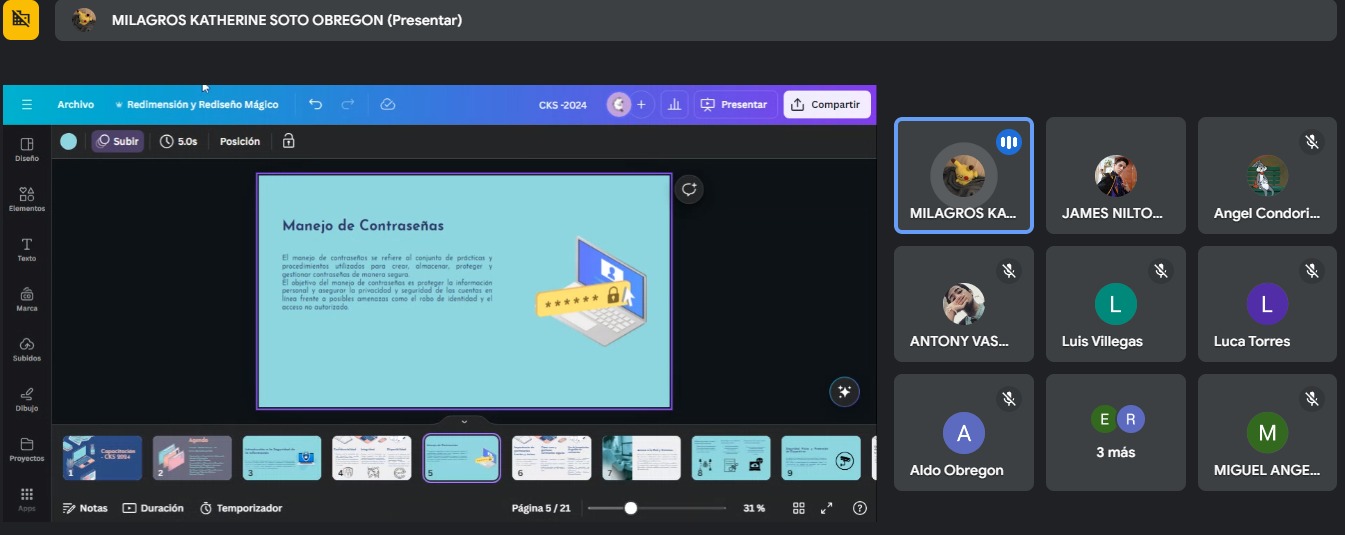 MILAGROS KATHERINE SOTO OBREGON (Presentar)
Archivo
Redimensión y Rediseño Mágico
CKS -2024
Presentar
Compartir
Subir
5.0s
Posición
Diseño
Elementos
Texto
Marca
Subidos
Dibujo
Proyectos
Apps
Manejo de Contraseñas
El manejo de contraseñas se refiere al conjunto de prácticas y
procedimientos utilizados para crear, almacenar, proteger y
gestionar contraseñas de manera segura.
El objetivo del manejo de contraseñas es proteger la información
personal y asegurar la privacidad y seguridad de las cuentas en
línea frente a posibles amenazas como el robo de identidad y el
acceso no autorizado.
******
Capacitación
- CKS 2024
1
Agenda
2
3
4
5
6
7
8
9
Notas
Duración
Temporizador
Página 5 / 21
31 %
MILAGROS KA...
JAMES NILTO...
Angel Condori...
ANTONY VAS...
L
Luis Villegas
L
Luca Torres
A
Aldo Obregon
E
R
3 más
M
MIGUEL ANGE...